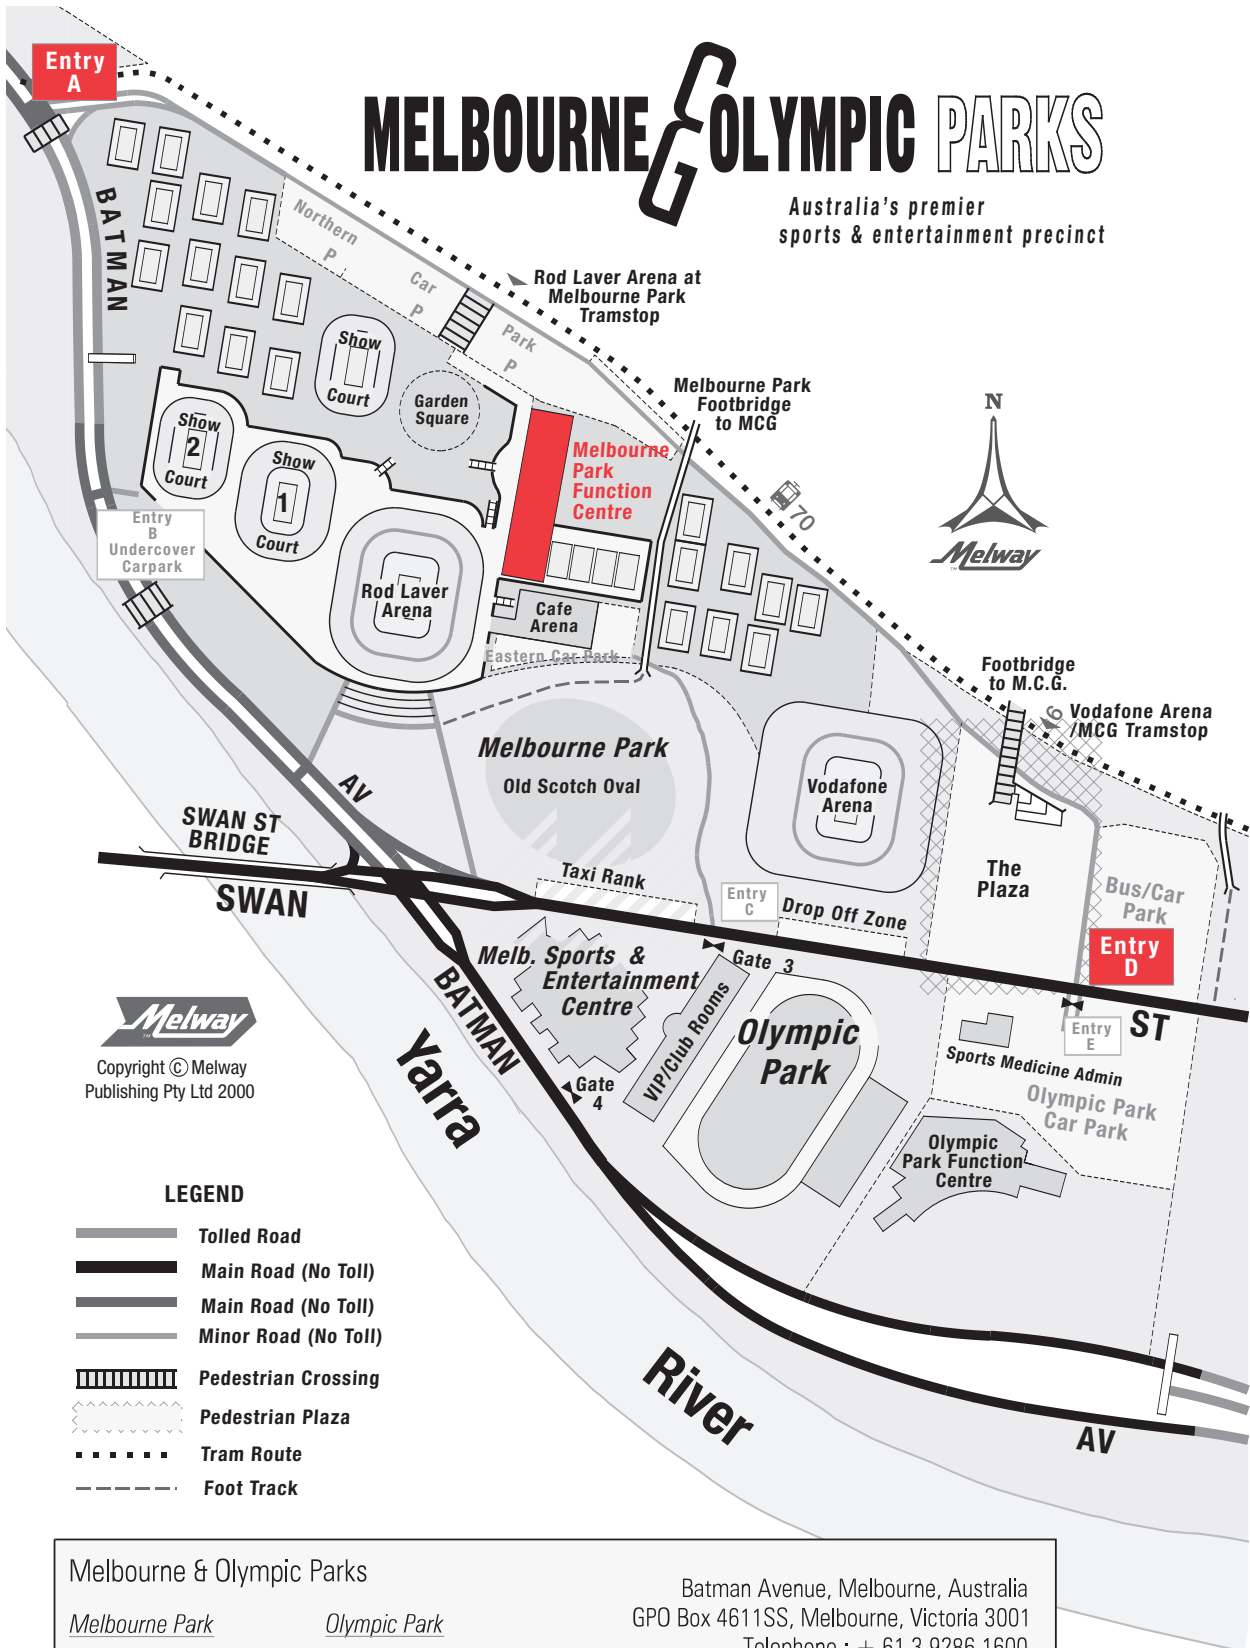 Entry
A
MELBOURNE & OLYMPIC PARKS
Australia's premier
sports & entertainment precinct
BATMAN
Northern
P
Car
P
Park
P
Rod Laver Arena at
Melbourne Park
Tramstop
Show
Court
Garden
Square
Melbourne Park
Footbridge
to MCG
N
Melway
TM
Show
2
Court
Show
1
Court
Melbourne
Park
Function
Centre
70
Entry
B
Undercover
Carpark
Rod Laver
Arena
Cafe
Arena
Eastern Car Park
Footbridge
to M.C.G.
Vodafone Arena
/MCG Tramstop
Melbourne Park
Old Scotch Oval
Vodafone
Arena
AV
SWAN ST
BRIDGE
SWAN
Taxi Rank
Entry
C
Drop Off Zone
The
Plaza
Bus/Car
Park
Entry
D
Gate 3
Melb. Sports &
Entertainment
Centre
BATMAN
VIP/Club Rooms
Olympic
Park
ST
Entry
E
Sports Medicine Admin
Olympic Park
Car Park
Melway
TM
Copyright © Melway
Publishing Pty Ltd 2000
Yarra
Gate
4
Olympic
Park Function
Centre
LEGEND
Tolled Road
Main Road (No Toll)
Main Road (No Toll)
Minor Road (No Toll)
Pedestrian Crossing
Pedestrian Plaza
Tram Route
Foot Track
River
AV
Melbourne & Olympic Parks
Melbourne Park
Olympic Park
Batman Avenue, Melbourne, Australia
GPO Box 4611SS, Melbourne, Victoria 3001
Telephone : + 61 3 9286 1600